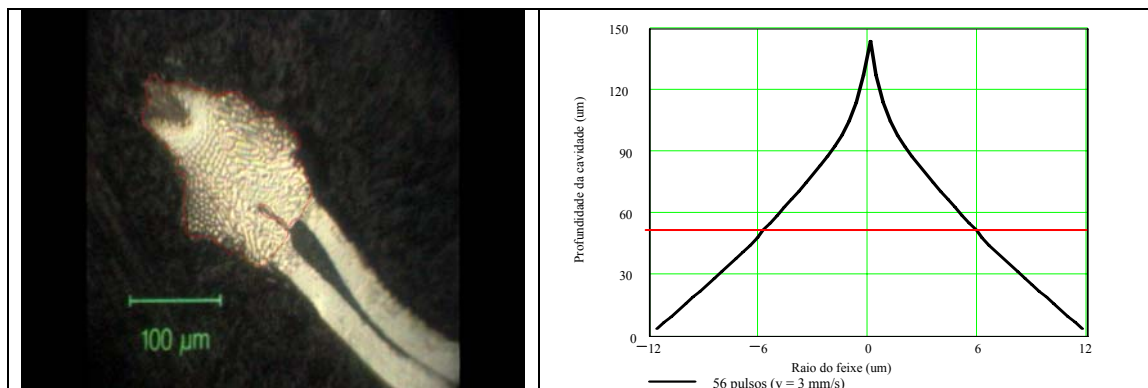 100 µm
150
120
90
60
30
0
−12
−6
0
6
12
Profundidade da cavidade (um)
Raio do feixe (um)
56 pulsos (v = 3 mm/s)